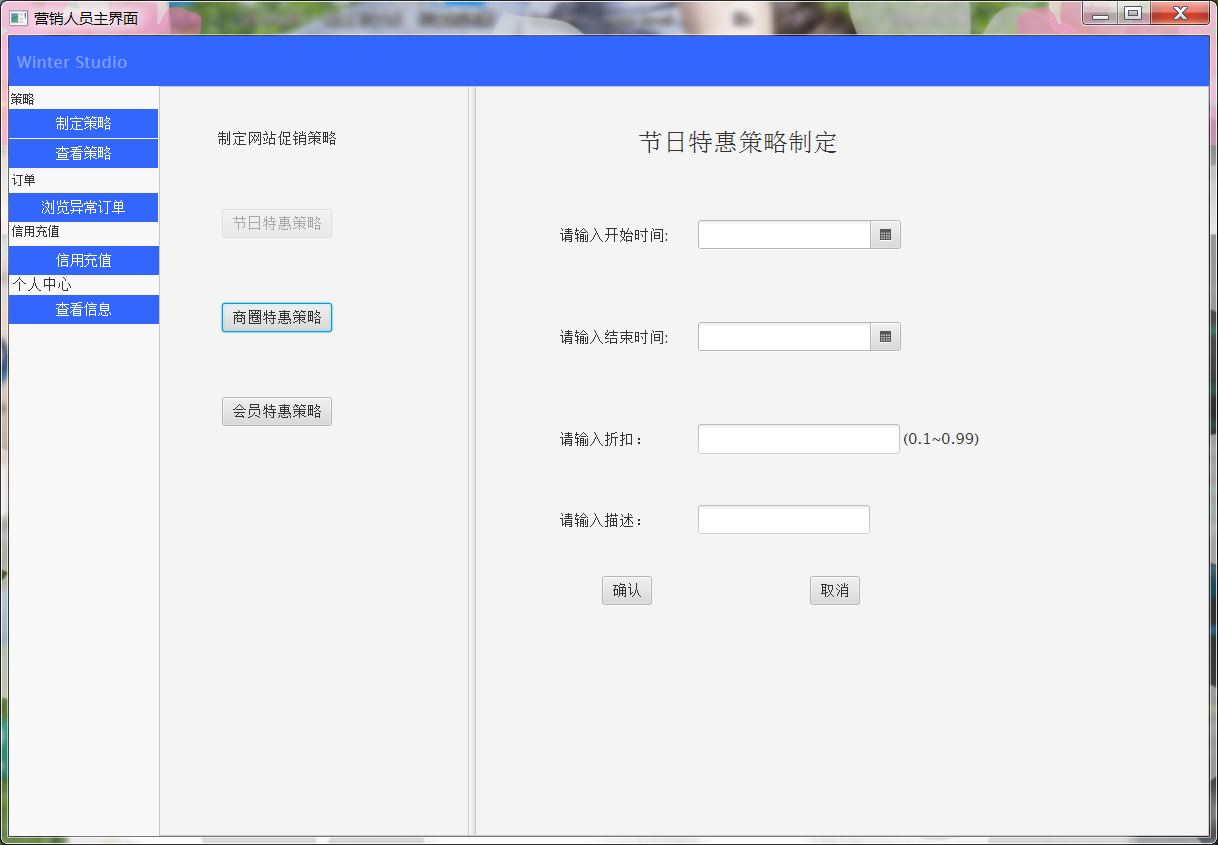 营销人员主界面
Winter Studio
策略
制定策略
查看策略
订单
浏览异常订单
信用充值
信用充值
个人中心
查看信息
制定网站促销策略
节日特惠策略
商圈特惠策略
会员特惠策略
节日特惠策略制定
请输入开始时间:
请输入结束时间:
请输入折扣：
(0.1~0.99)
请输入描述：
确认
取消